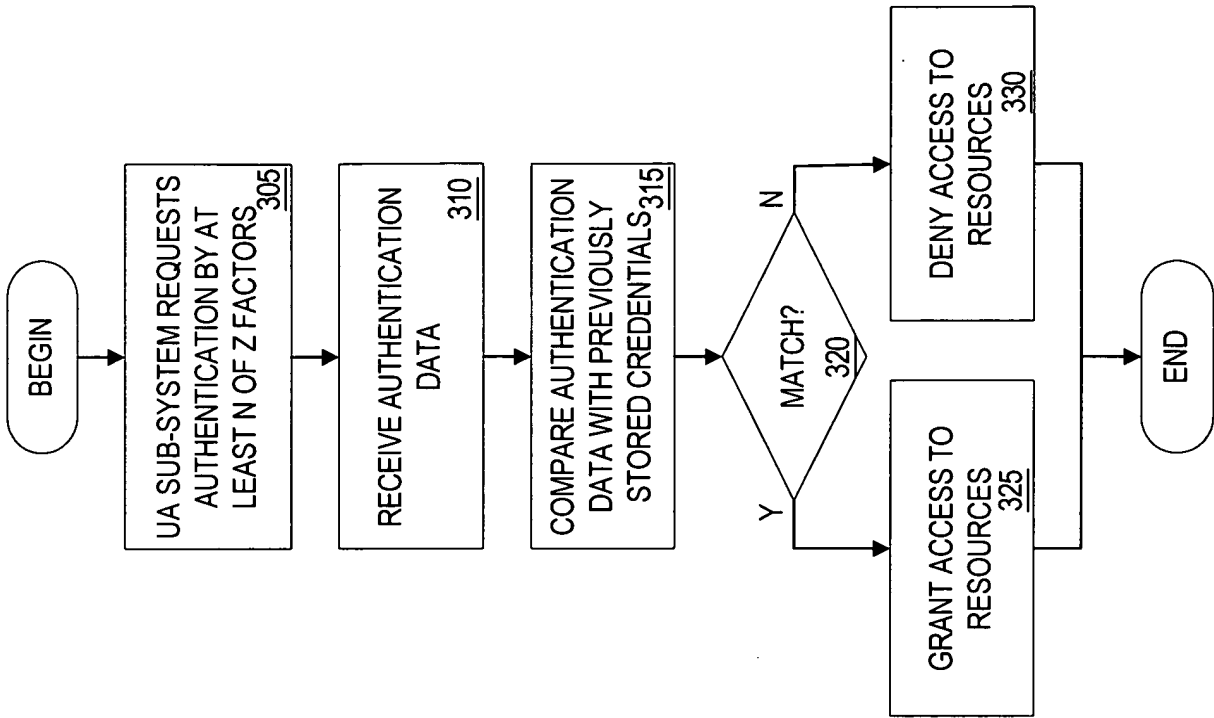 BEGIN
UA SUB-SYSTEM REQUESTS
AUTHENTICATION BY AT
LEAST N OF Z FACTORS
305
RECEIVE AUTHENTICATION
DATA
310
COMPARE AUTHENTICATION
DATA WITH PREVIOUSLY
STORED CREDENTIALS
315
MATCH?
320
Y
N
GRANT ACCESS TO
RESOURCES
325
DENY ACCESS TO
RESOURCES
330
END